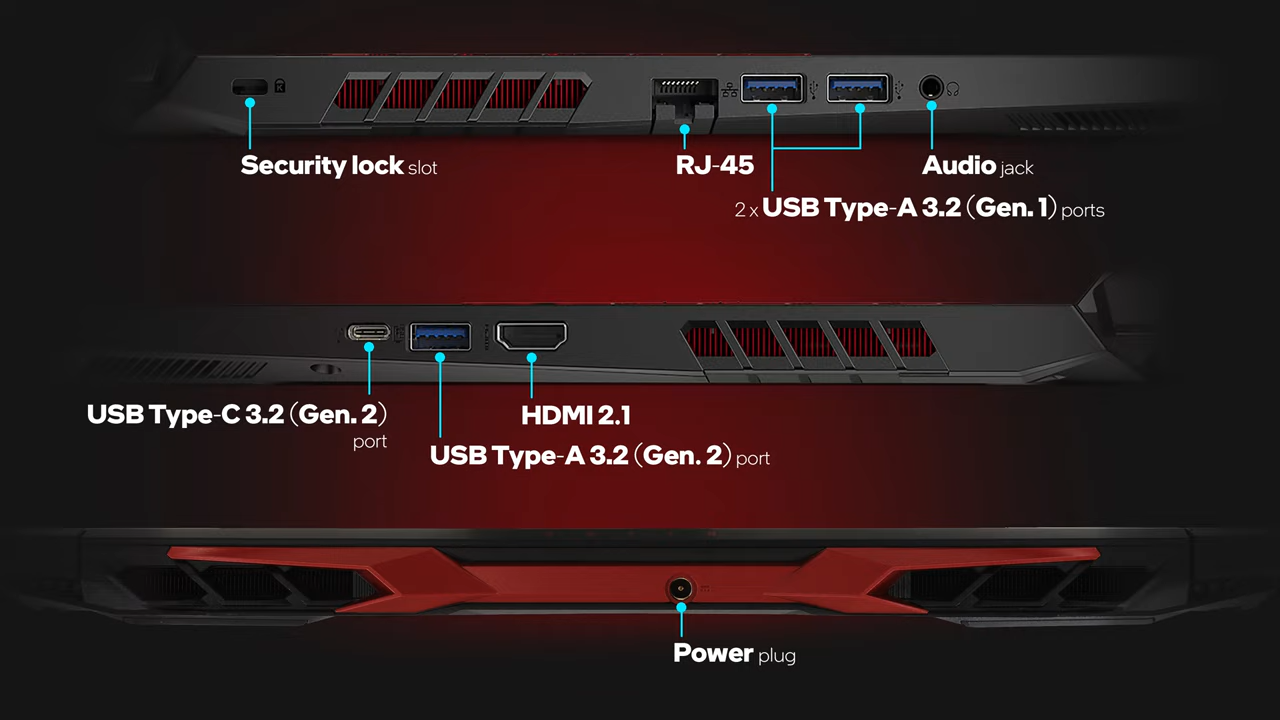 Security lock slot
RJ-45
Audio jack
2 x USB Type-A 3.2 (Gen. 1) ports
USB Type-C 3.2 (Gen. 2)
port
HDMI 2.1
USB Type-A 3.2 (Gen. 2) port
Power plug